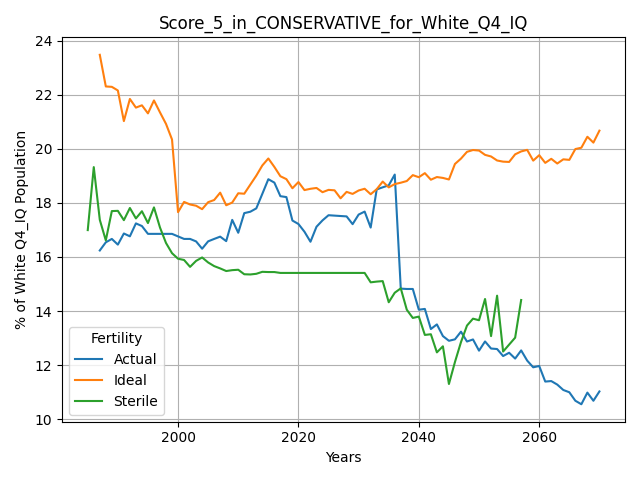 Score_5_in_CONSERVATIVE_for_White_Q4_IQ
% of White Q4_IQ Population
24
22
20
18
16
14
12
10
Fertility
Actual
Ideal
Sterile
2000
2020
2040
2060
Years